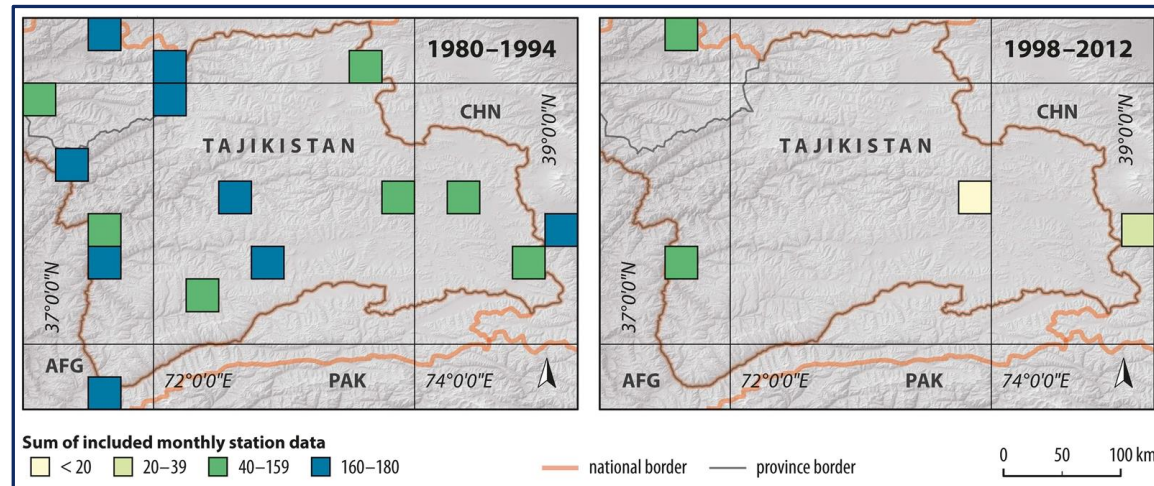 1980–1994
CHN
TAJIKISTAN
39°0'0"N
37°0'0"N
AFG
72°0'0"E
PAK
74°0'0"E
1998–2012
CHN
TAJIKISTAN
39°0'0"N
37°0'0"N
AFG
72°0'0"E
PAK
74°0'0"E
Sum of included monthly station data
< 20
20–39
40–159
160–180
national border
province border
0 50 100 km